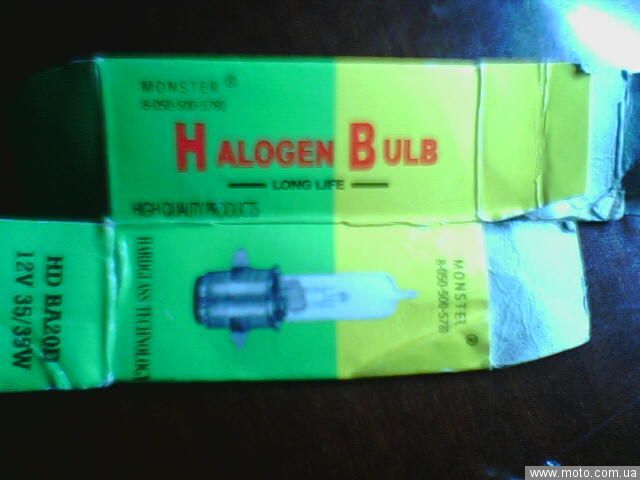 MONSTER ®
8-050-500-5780
HALOGEN BULB
LONG LIFE
HIGH QUALITY PRODUCTS
HD BA20D
12V 35/35W
HARDGLASS TECHNOLOGY
MONSTER ®
8-050-500-5780
www.moto.com.ua